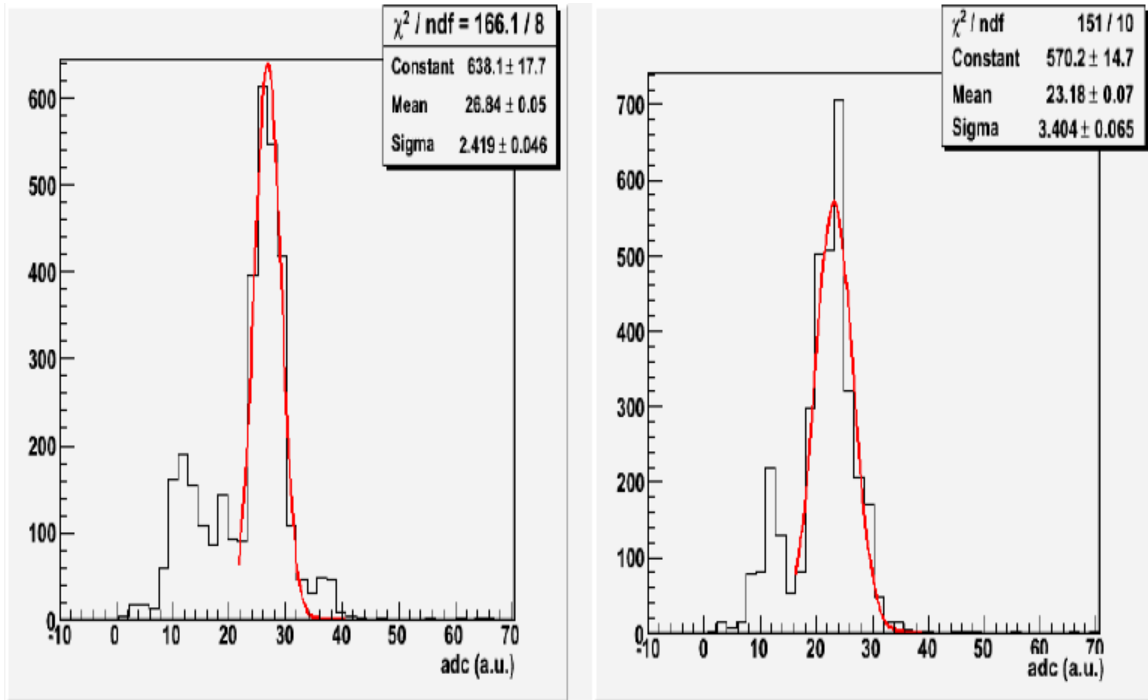 χ² / ndf = 166.1 / 8
Constant 638.1 ± 17.7
Mean 26.84 ± 0.05
Sigma 2.419 ± 0.046
600
500
400
300
200
100
0
-10 0 10 20 30 40 50 60 70
adc (a.u.)
χ² / ndf 151 / 10
Constant 570.2 ± 14.7
Mean 23.18 ± 0.07
Sigma 3.404 ± 0.065
700
600
500
400
300
200
100
0
-10 0 10 20 30 40 50 60 70
adc (a.u.)